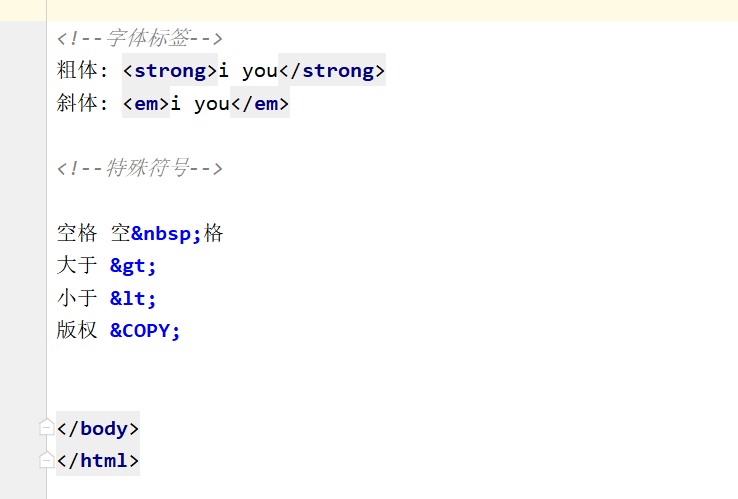 <!--字体标签-->
粗体: <strong>i you</strong>
斜体: <em>i you</em>
<!--特殊符号-->
空格 空&nbsp;格
大于 &gt;
小于 &lt;
版权 &COPY;
</body>
</html>